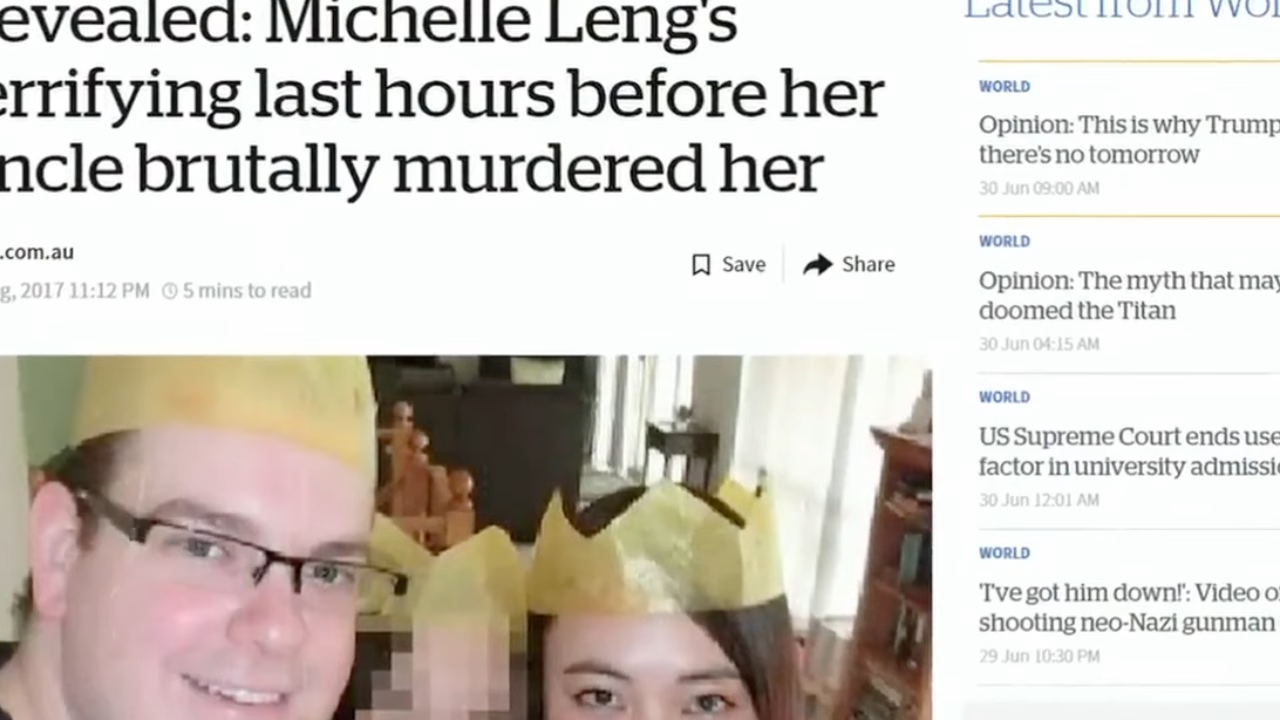 evealed: Michelle Leng's
errifying last hours before her
ncle brutally murdered her
.com.au
g, 2017 11:12 PM 5 mins to read
Save
Share
Latest from Wor
WORLD
Opinion: This is why Trump
there's no tomorrow
30 Jun 09:00 AM
WORLD
Opinion: The myth that may
doomed the Titan
30 Jun 04:15 AM
WORLD
US Supreme Court ends use
factor in university admissi
30 Jun 12:01 AM
WORLD
'I've got him down!': Video o
shooting neo-Nazi gunman
29 Jun 10:30 PM